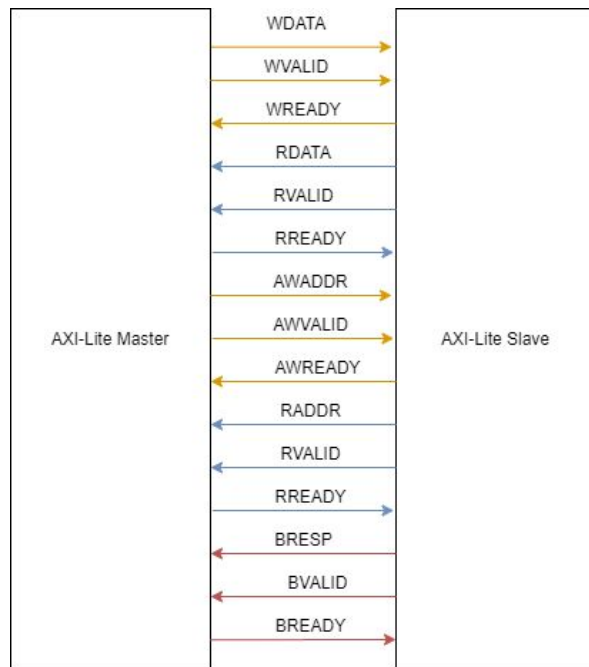 WDATA
WVALID
WREADY
RDATA
RVALID
RREADY
AWADDR
AXI-Lite Master
AWVALID
AXI-Lite Slave
AWREADY
RADDR
RVALID
RREADY
BRESP
BVALID
BREADY